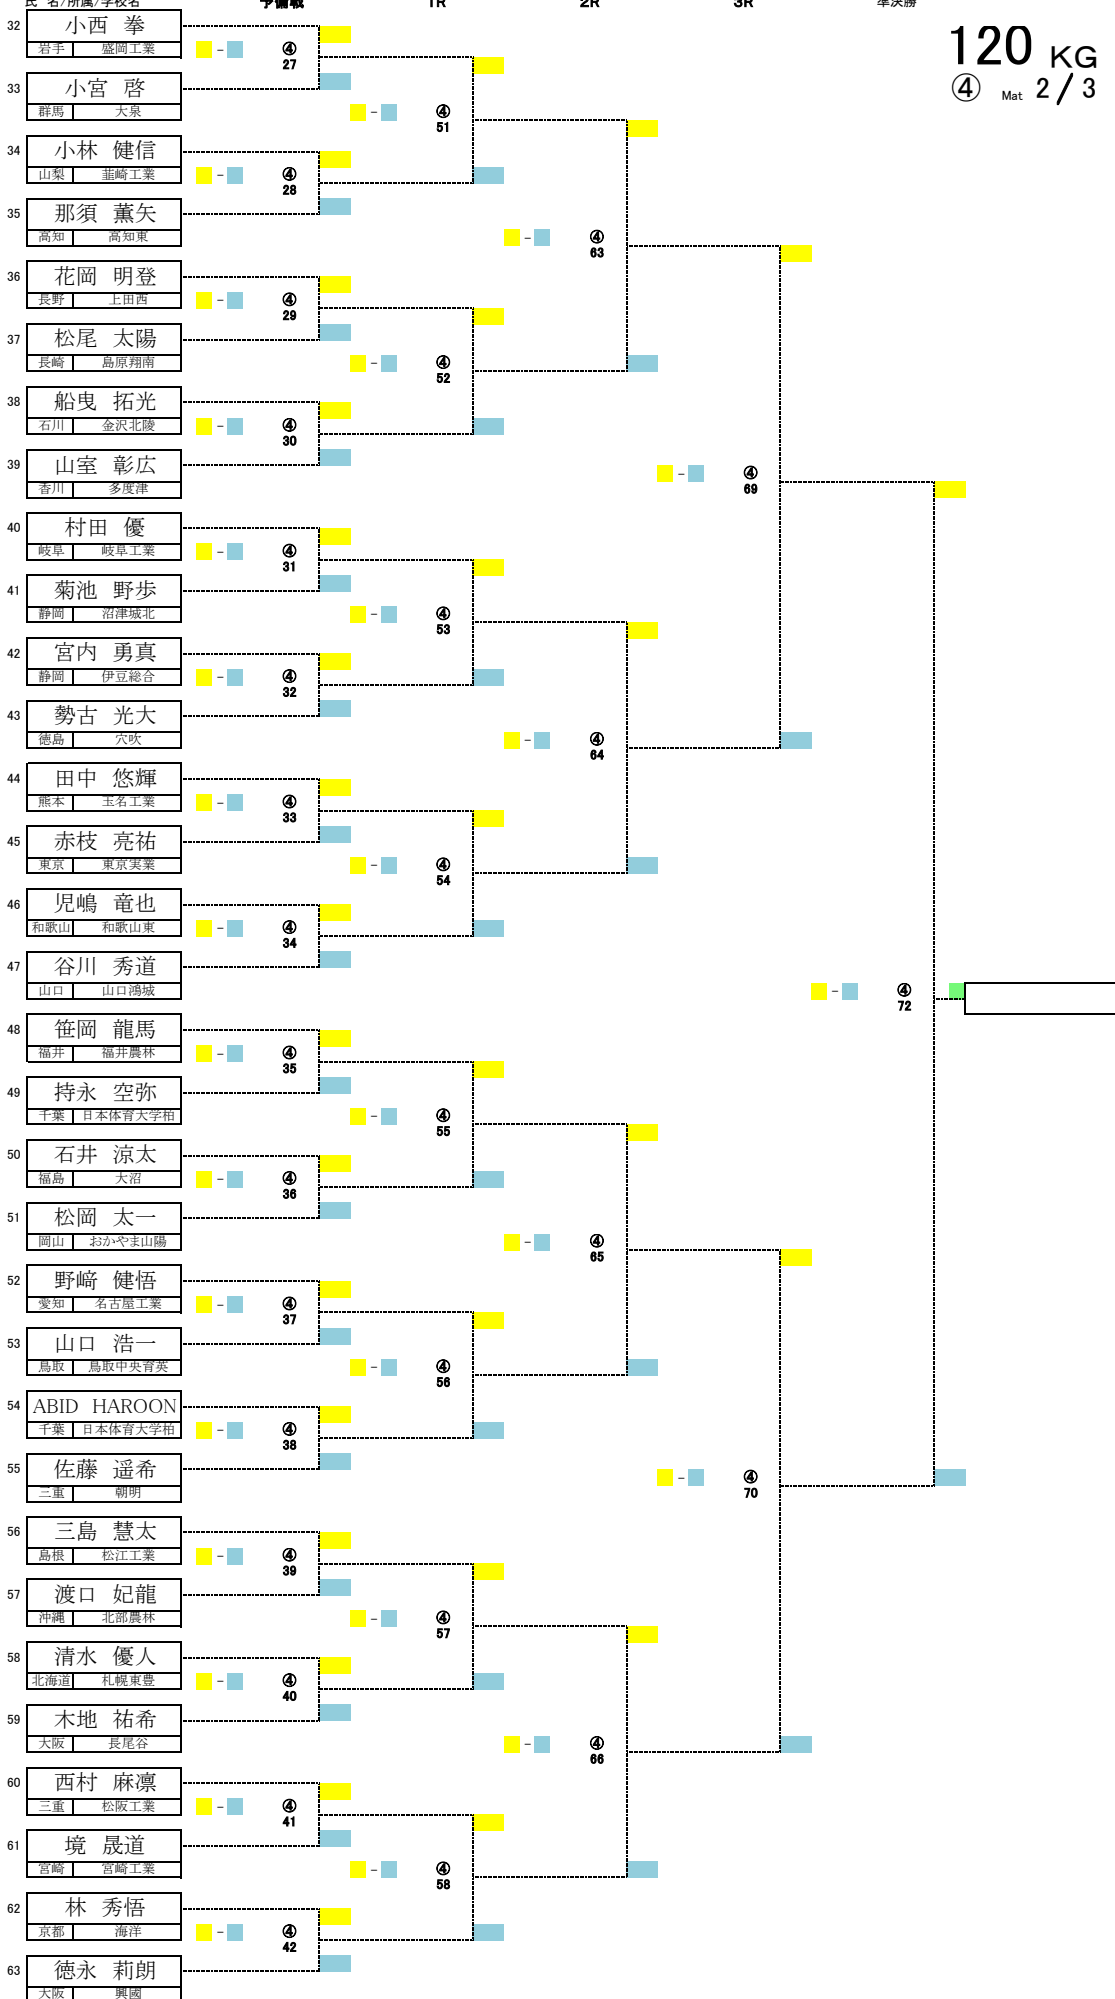 氏 名/所属/学校名 予備戦 1R 2R 3R 準決勝
120 KG
④ Mat 2/3
32 小西 拳
岩手 盛岡工業
- ④
27
33 小宮 啓
群馬 大泉
- ④
51
34 小林 健信
山梨 韮崎工業
- ④
28
35 那須 薫矢
高知 高知東
- ④
63
36 花岡 明登
長野 上田西
- ④
29
37 松尾 太陽
長崎 島原翔南
- ④
52
38 船曳 拓光
石川 金沢北陵
- ④
30
39 山室 彰広
香川 多度津
- ④
69
40 村田 優
岐阜 岐阜工業
- ④
31
41 菊池 野歩
静岡 沼津城北
- ④
53
42 宮内 勇真
静岡 伊豆総合
- ④
32
43 勢古 光大
徳島 穴吹
- ④
64
44 田中 悠輝
熊本 玉名工業
- ④
33
45 赤枝 亮祐
東京 東京実業
- ④
54
46 児嶋 竜也
和歌山 和歌山東
- ④
34
47 谷川 秀道
山口 山口鴻城
- ④
72
48 笹岡 龍馬
福井 福井農林
- ④
35
49 持永 空弥
千葉 日本体育大学柏
- ④
55
50 石井 涼太
福島 大沼
- ④
36
51 松岡 太一
岡山 おかやま山陽
- ④
65
52 野﨑 健悟
愛知 名古屋工業
- ④
37
53 山口 浩一
鳥取 鳥取中央育英
- ④
56
54 ABID HAROON
千葉 日本体育大学柏
- ④
38
55 佐藤 遥希
三重 朝明
- ④
70
56 三島 慧太
島根 松江工業
- ④
39
57 渡口 妃龍
沖縄 北部農林
- ④
57
58 清水 優人
北海道 札幌東豊
- ④
40
59 木地 祐希
大阪 長尾谷
- ④
66
60 西村 麻凛
三重 松阪工業
- ④
41
61 境 晟道
宮崎 宮崎工業
- ④
58
62 林 秀悟
京都 海洋
- ④
42
63 徳永 莉朗
大阪 興國